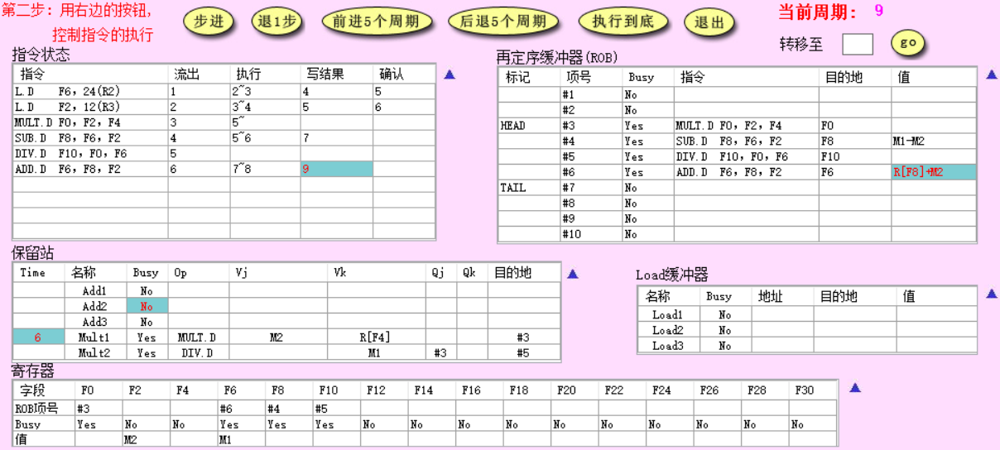 第二步：用右边的按钮，
控制指令的执行
步进 退1步 前进5个周期 后退5个周期 执行到底 退出
当前周期： 9
转移至 go
指令状态
指令 流出 执行 写结果 确认
L.D F6，24(R2) 1 2~3 4 5
L.D F2，12(R3) 2 3~4 5 6
MULT.D F0，F2，F4 3 5~
SUB.D F8，F6，F2 4 5~6 7
DIV.D F10，F0，F6 5
ADD.D F6，F8，F2 6 7~8 9
再定序缓冲器(ROB)
标记 项号 Busy 指令 目的地 值
#1 No
#2 No
HEAD #3 Yes MULT.D F0，F2，F4 F0
#4 Yes SUB.D F8，F6，F2 F8 M1-M2
#5 Yes DIV.D F10，F0，F6 F10
#6 Yes ADD.D F6，F8，F2 F6 R[F8]+M2
TAIL #7 No
#8 No
#9 No
#10 No
保留站
Time 名称 Busy Op Vj Vk Qj Qk 目的地
Add1 No
Add2 No
Add3 No
6 Mult1 Yes MULT.D M2 R[F4] #3
Mult2 Yes DIV.D M1 #3 #5
Load缓冲器
名称 Busy 地址 目的地 值
Load1 No
Load2 No
Load3 No
寄存器
字段 F0 F2 F4 F6 F8 F10 F12 F14 F16 F18 F20 F22 F24 F26 F28 F30
ROB项号 #3 #6 #4 #5
Busy Yes No No Yes Yes Yes No No No No No No No No No No
值 M2 M1